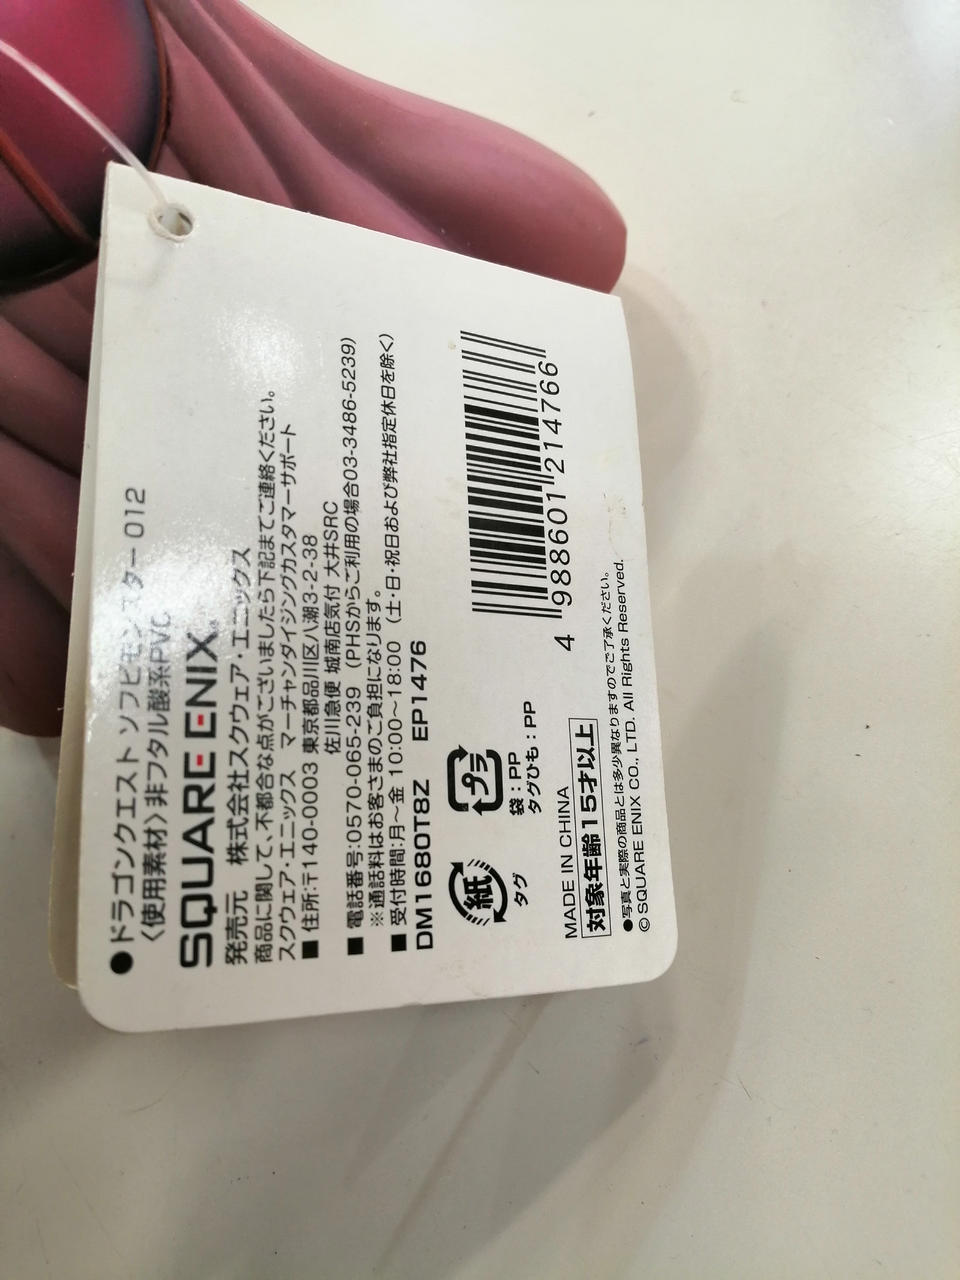 ●ドラゴンクエスト ソフビモンスター 012
〈使用素材〉非フタル酸系PVC
SQUARE ENIX
発売元 株式会社スクウェア・エニックス
商品に関して、不都合な点がございましたら下記までご連絡ください。
スクウェア・エニックス マーチャンダイジングカスタマーサポート
■住所:〒140-0003 東京都品川区八潮3-2-38
佐川急便 城南店気付 大井SRC
■電話番号:0570-065-239 (PHSからご利用の場合03-3486-5239)
※通話料はお客さまのご負担になります。
■受付時間:月～金 10:00～18:00 (土・日・祝日および弊社指定休日を除く)
DM1680T8Z EP1476
紙
タグ
プラ
袋:PP
タグひも:PP
4 988601 214766
MADE IN CHINA
対象年齢15才以上
●写真と実際の商品とは多少異なりますのでご了承ください。
© SQUARE ENIX CO., LTD. All Rights Reserved.